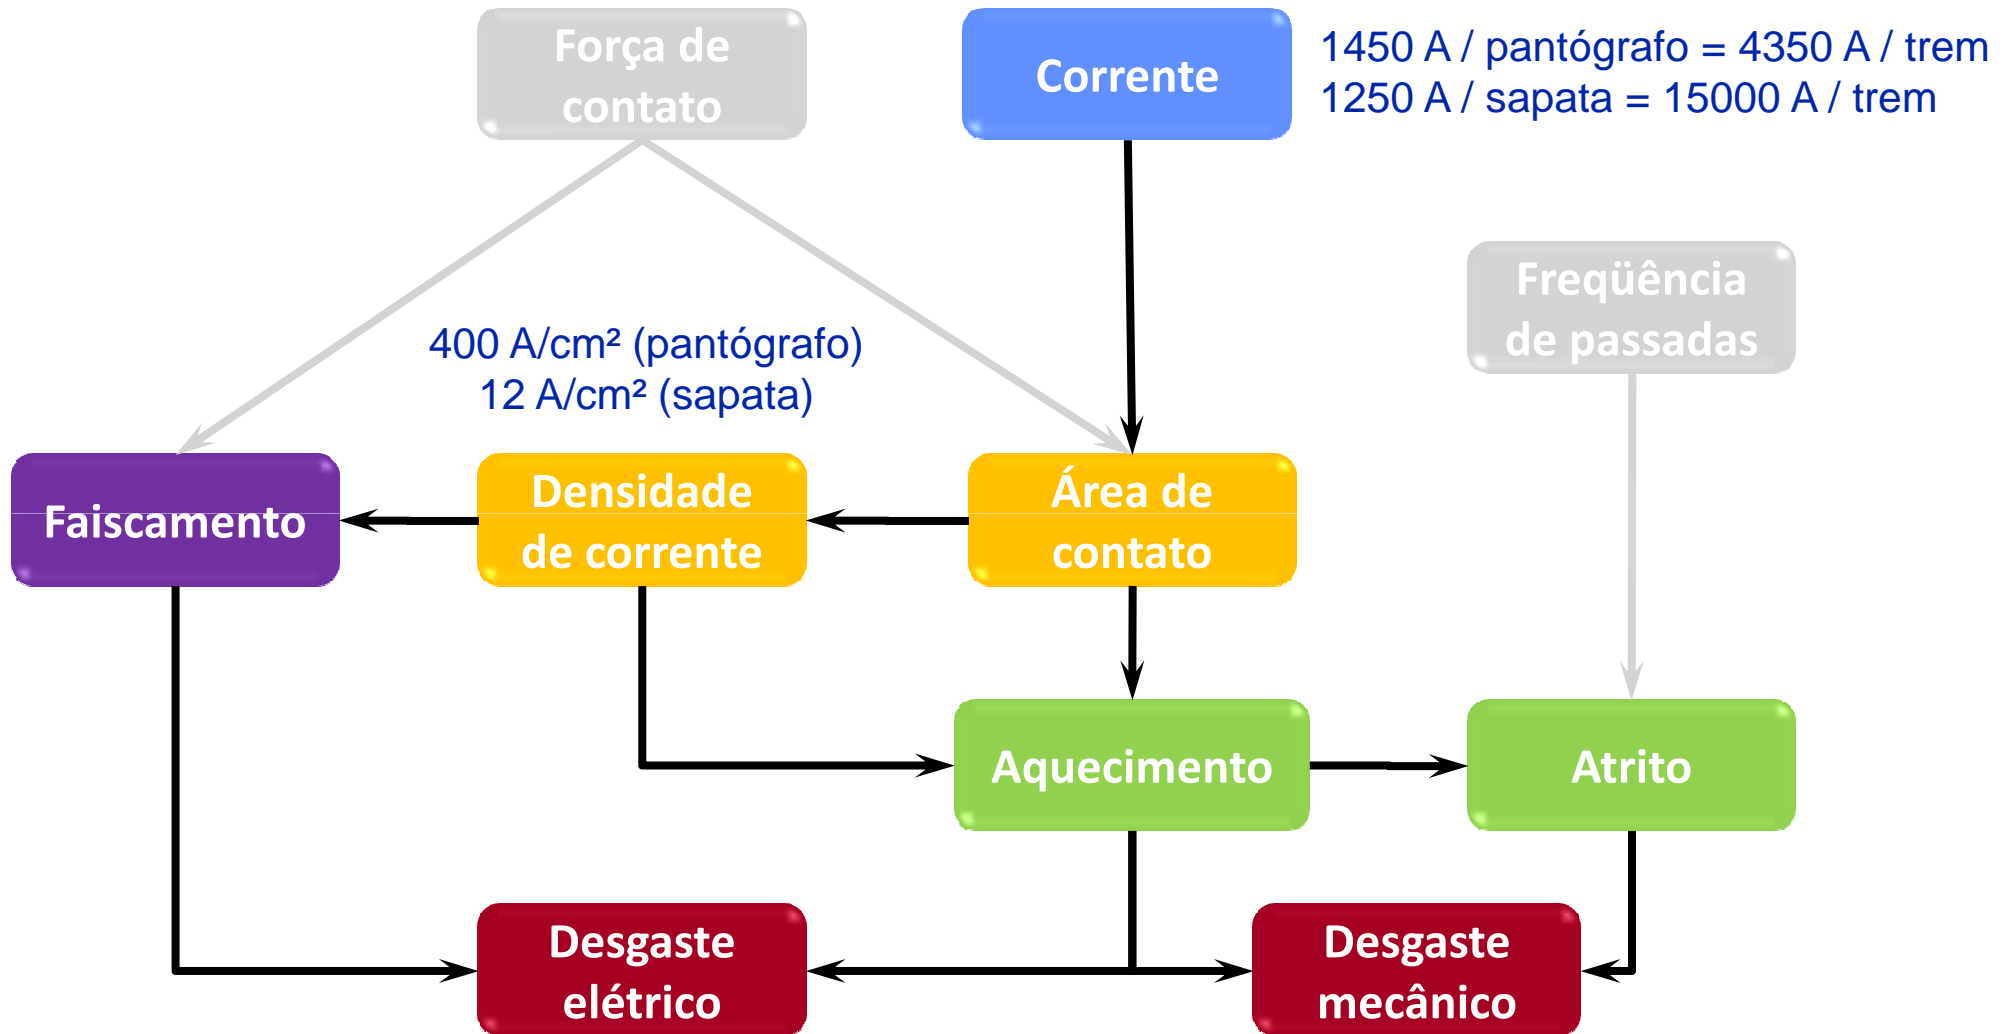 Força de
contato
Corrente
1450 A / pantógrafo = 4350 A / trem
1250 A / sapata = 15000 A / trem
Freqüência
de passadas
400 A/cm² (pantógrafo)
12 A/cm² (sapata)
Faiscamento
Densidade
de corrente
Área de
contato
Aquecimento
Atrito
Desgaste
elétrico
Desgaste
mecânico